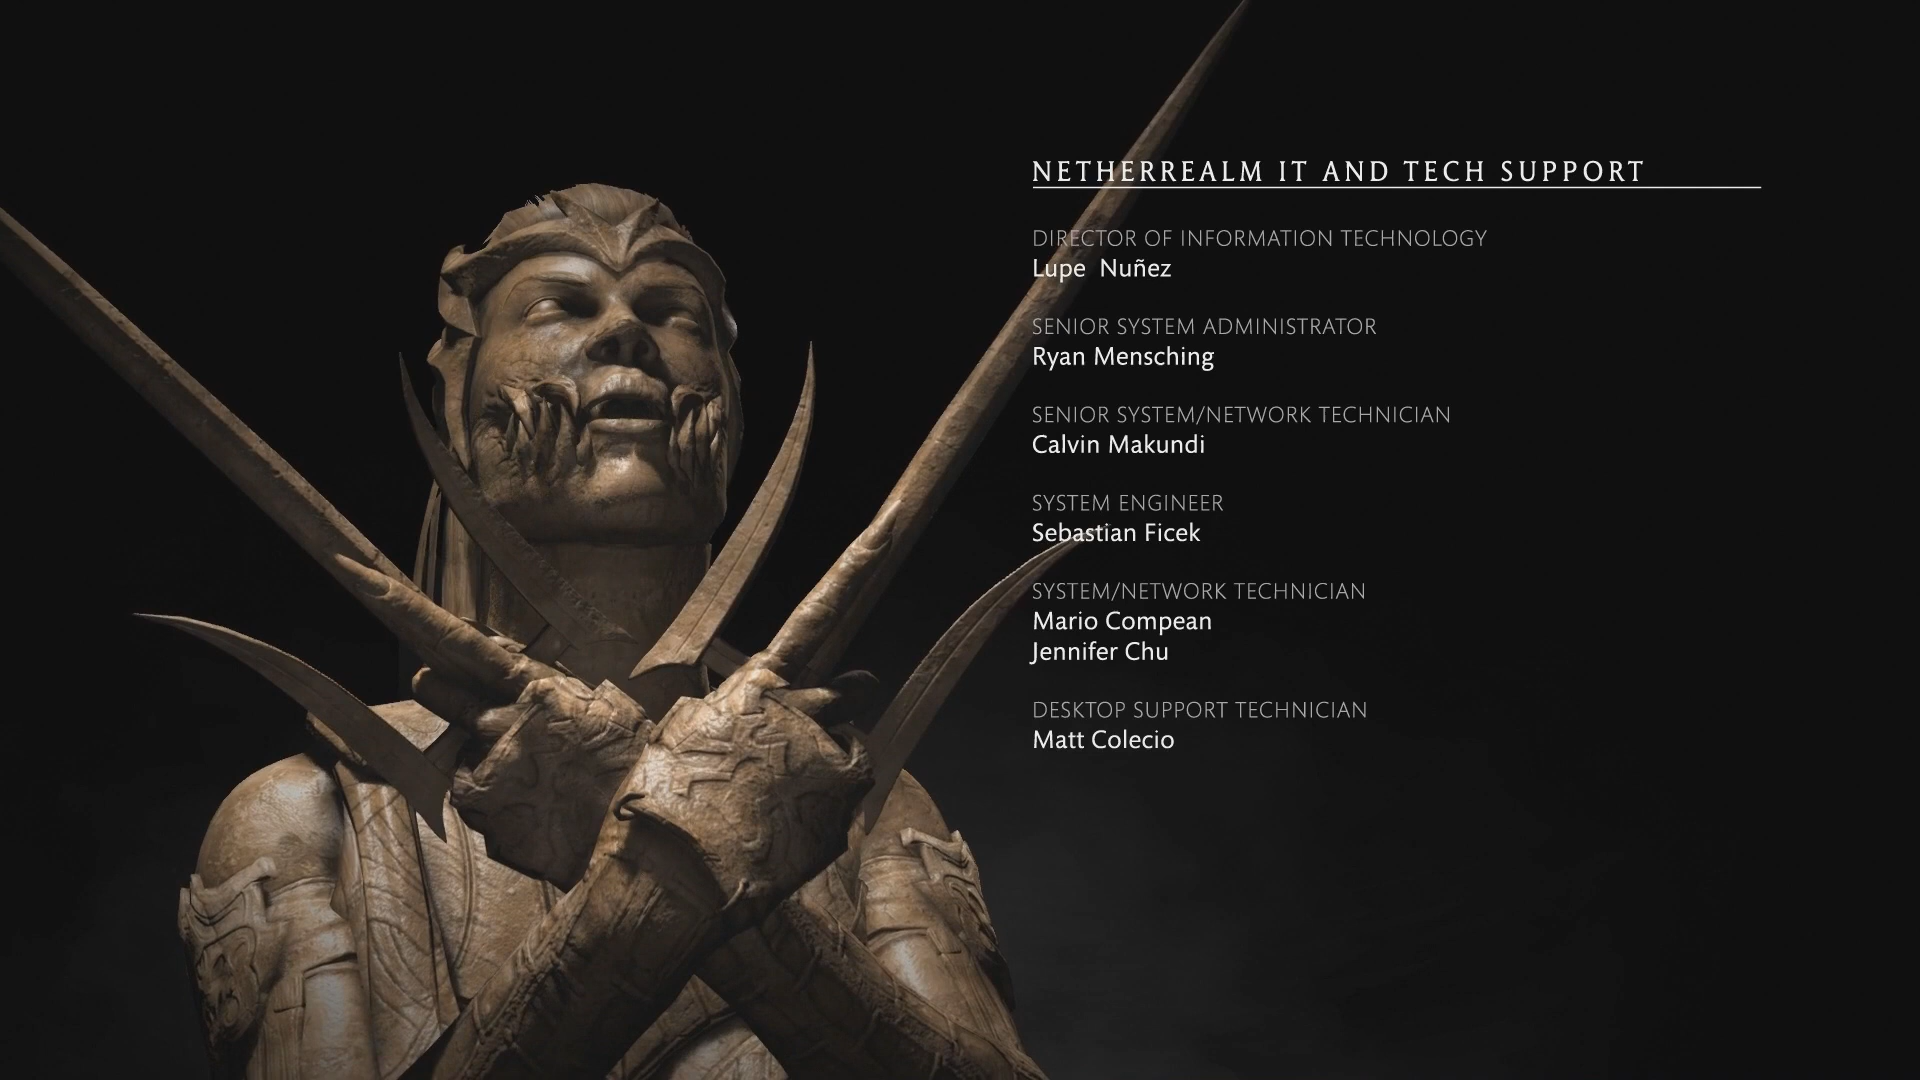 NETHERREALM IT AND TECH SUPPORT
DIRECTOR OF INFORMATION TECHNOLOGY
Lupe  Nuñez
SENIOR SYSTEM ADMINISTRATOR
Ryan Mensching
SENIOR SYSTEM/NETWORK TECHNICIAN
Calvin Makundi
SYSTEM ENGINEER
Sebastian Ficek
SYSTEM/NETWORK TECHNICIAN
Mario Compean
Jennifer Chu
DESKTOP SUPPORT TECHNICIAN
Matt Colecio